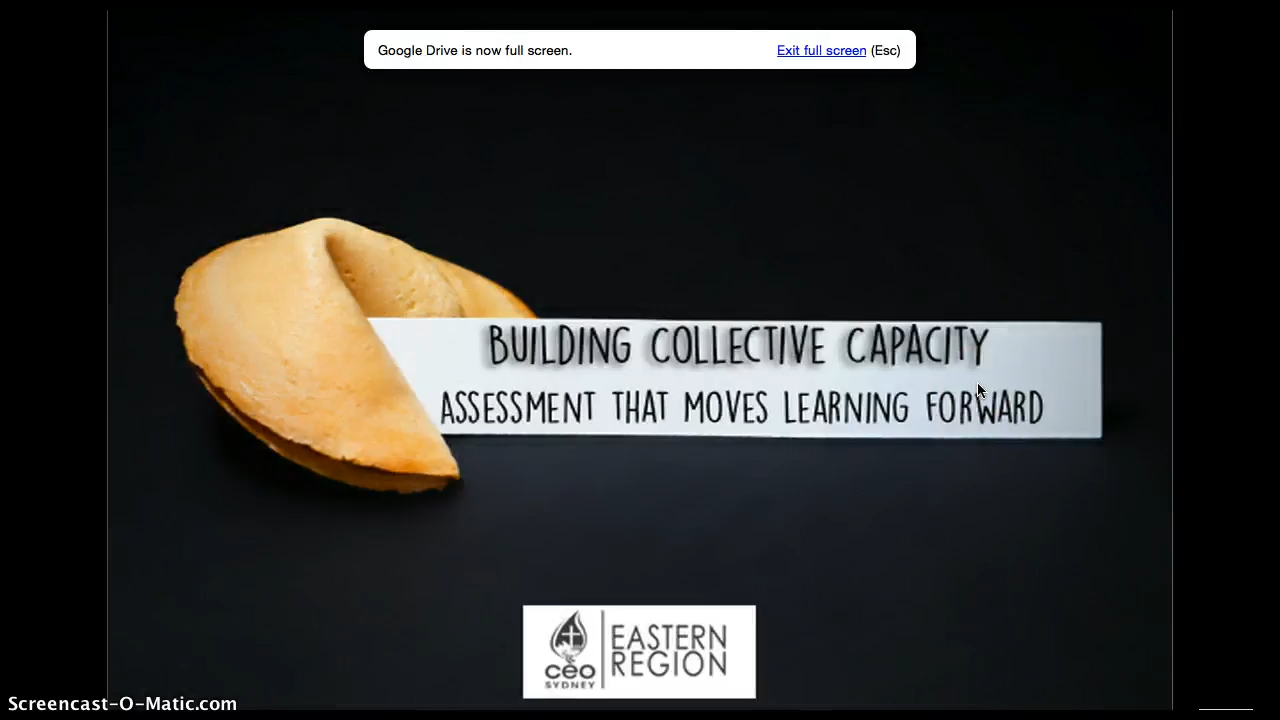 Google Drive is now full screen. Exit full screen (Esc)
BUILDING COLLECTIVE CAPACITY
ASSESSMENT THAT MOVES LEARNING FORWARD
ceo
SYDNEY
EASTERN
REGION
Screencast-O-Matic.com